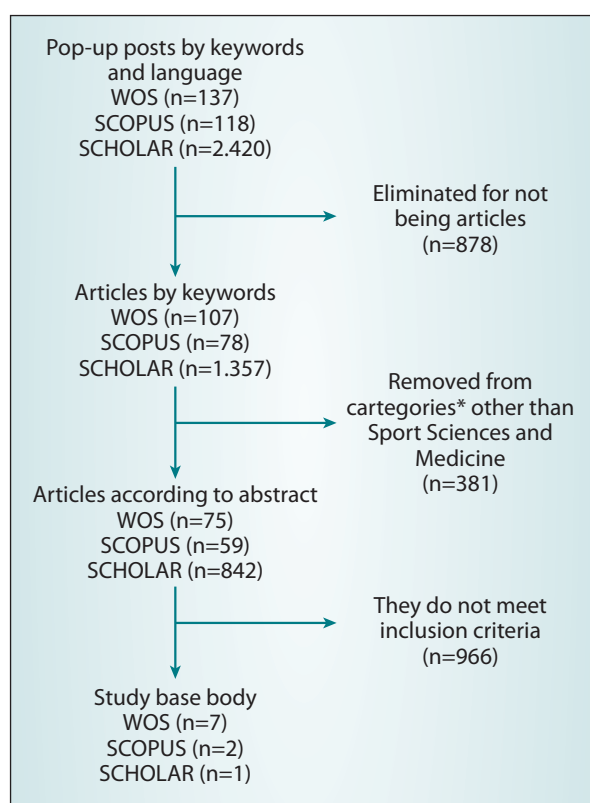 Pop-up posts by keywords
and language
WOS (n=137)
SCOPUS (n=118)
SCHOLAR (n=2.420)
Eliminated for not
being articles
(n=878)
Articles by keywords
WOS (n=107)
SCOPUS (n=78)
SCHOLAR (n=1.357)
Removed from
cartegories* other than
Sport Sciences and
Medicine
(n=381)
Articles according to abstract
WOS (n=75)
SCOPUS (n=59)
SCHOLAR (n=842)
They do not meet
inclusion criteria
(n=966)
Study base body
WOS (n=7)
SCOPUS (n=2)
SCHOLAR (n=1)